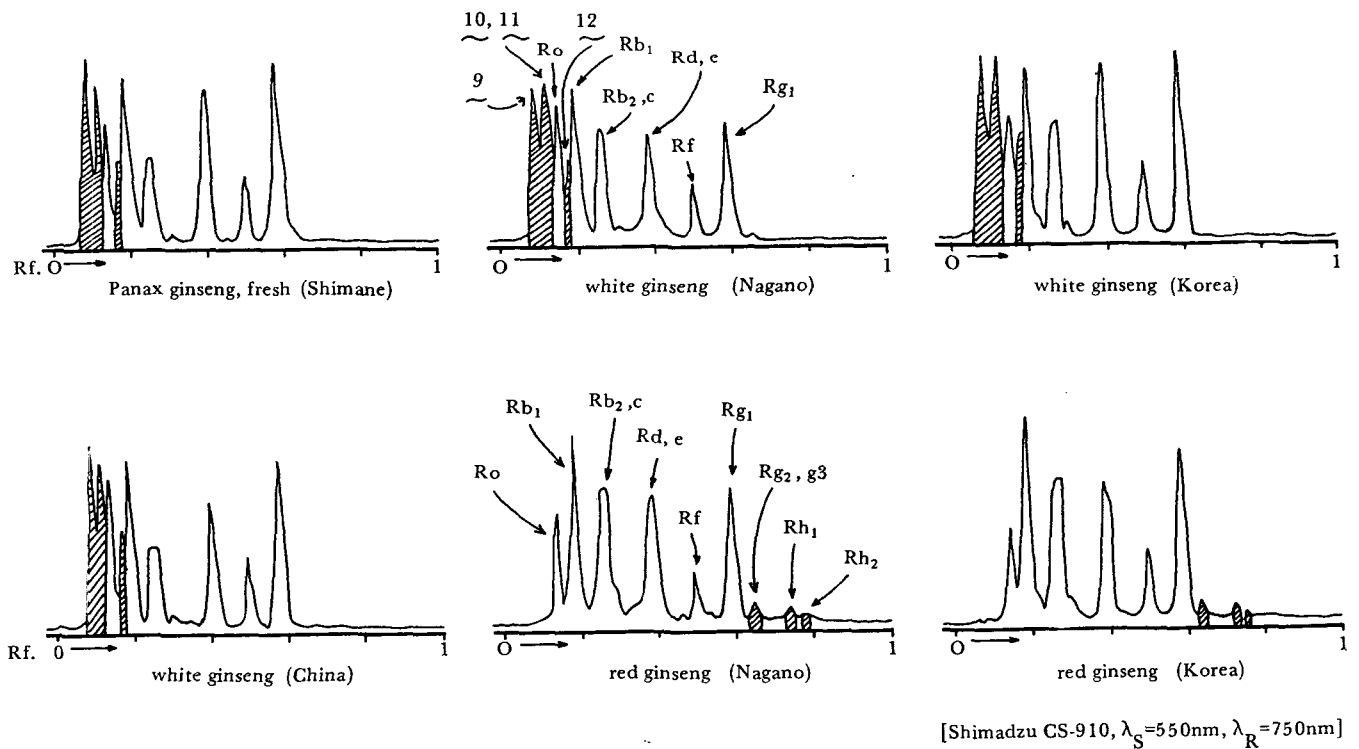 10, 11
12
Ro
Rb₁
9
Rb₂,c
Rd, e
Rf
Rg₁
Rf. O 1
Panax ginseng, fresh (Shimane)
O 1
white ginseng (Nagano)
O 1
white ginseng (Korea)
Ro
Rb₁
Rb₂,c
Rd, e
Rf
Rg₁
Rg₂, g3
Rh₁
Rh₂
Rf. 0 1
white ginseng (China)
O 1
red ginseng (Nagano)
O 1
red ginseng (Korea)
[Shimadzu CS-910, λS=550nm, λR=750nm]